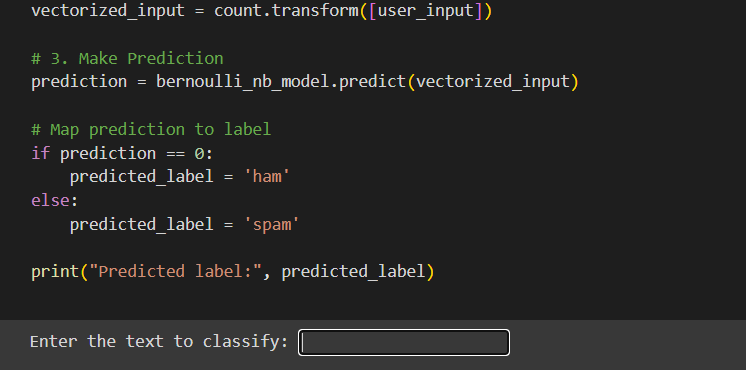 vectorized_input = count.transform([user_input])
# 3. Make Prediction
prediction = bernoulli_nb_model.predict(vectorized_input)
# Map prediction to label
if prediction == 0:
    predicted_label = 'ham'
else:
    predicted_label = 'spam'
print("Predicted label:", predicted_label)
Enter the text to classify: